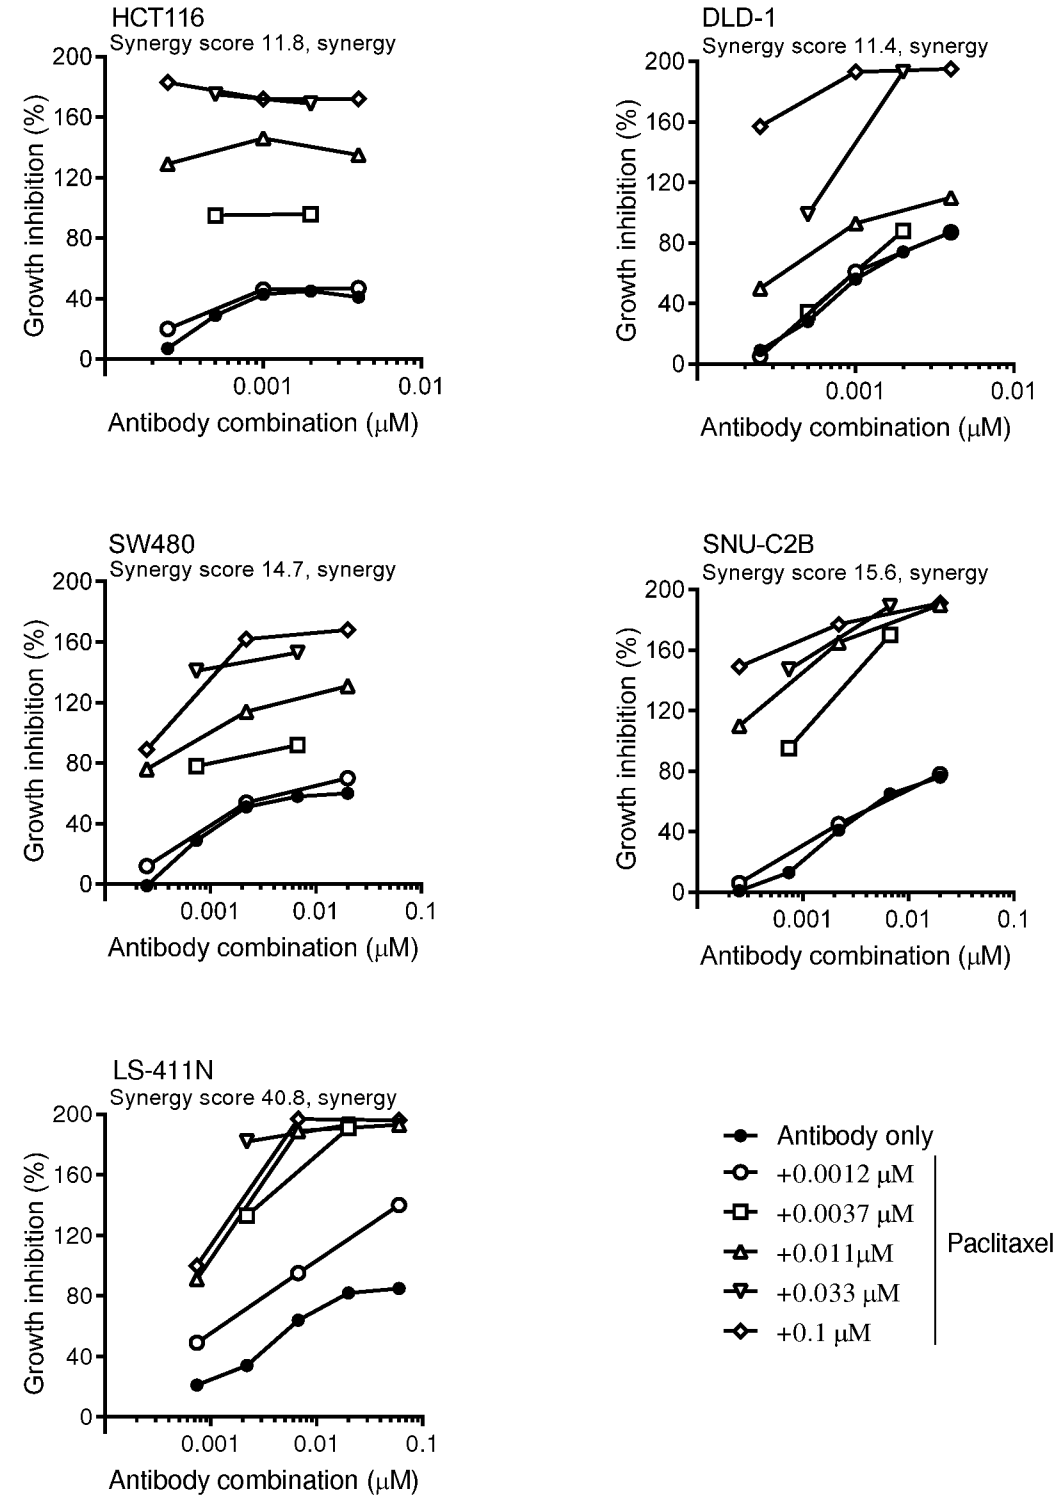 HCT116
Synergy score 11.8, synergy
200
160
120
80
40
0
Growth inhibition (%)
0.001 0.01
Antibody combination (μM)
DLD-1
Synergy score 11.4, synergy
200
160
120
80
40
0
Growth inhibition (%)
0.001 0.01
Antibody combination (μM)
SW480
Synergy score 14.7, synergy
200
160
120
80
40
0
Growth inhibition (%)
0.001 0.01 0.1
Antibody combination (μM)
SNU-C2B
Synergy score 15.6, synergy
200
160
120
80
40
0
Growth inhibition (%)
0.001 0.01 0.1
Antibody combination (μM)
LS-411N
Synergy score 40.8, synergy
200
160
120
80
40
0
Growth inhibition (%)
0.001 0.01 0.1
Antibody combination (μM)
Antibody only
+0.0012 μM
+0.0037 μM
+0.011μM
+0.033 μM
+0.1 μM
Paclitaxel